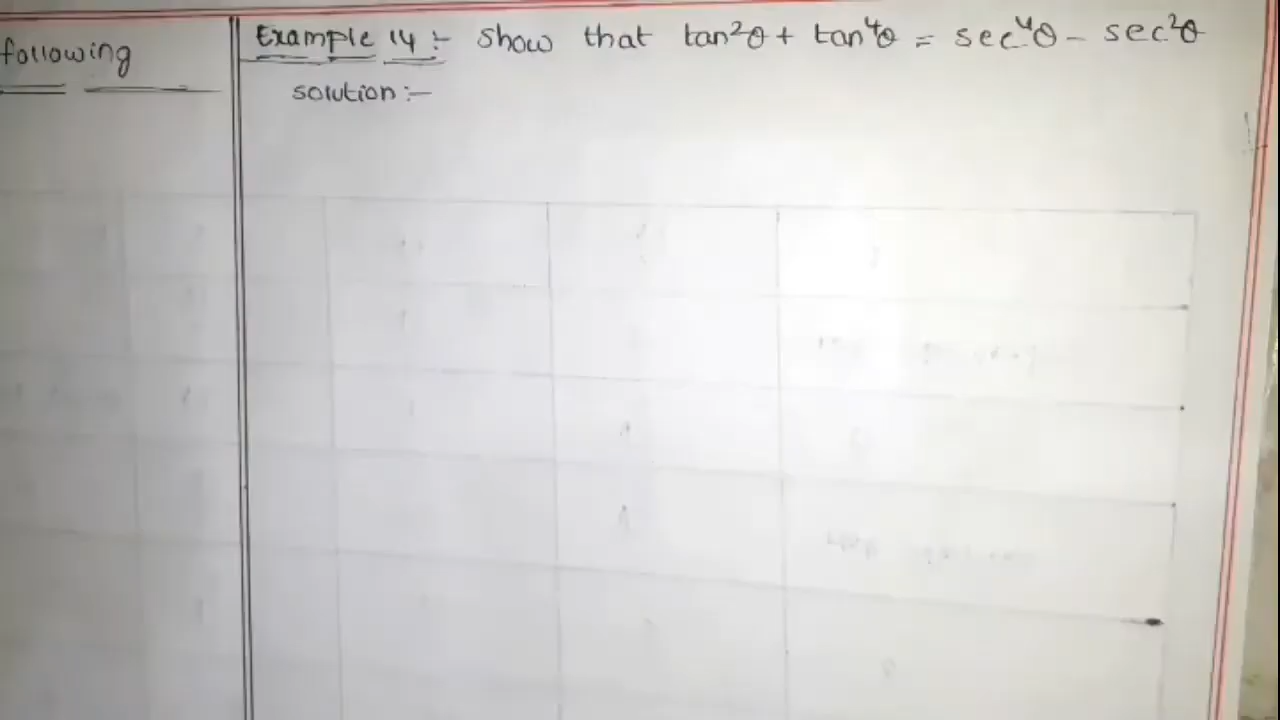 following
Example 14 :- Show that tan²θ + tan⁴θ = sec⁴θ - sec²θ
solution :-